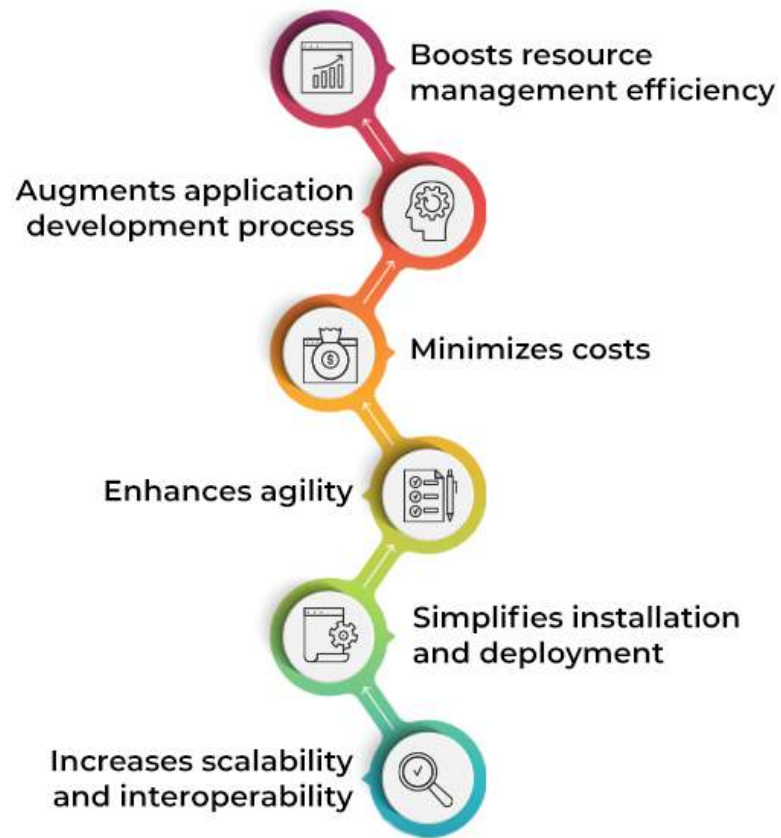 Boosts resource
management efficiency
Augments application
development process
Minimizes costs
Enhances agility
Simplifies installation
and deployment
Increases scalability
and interoperability